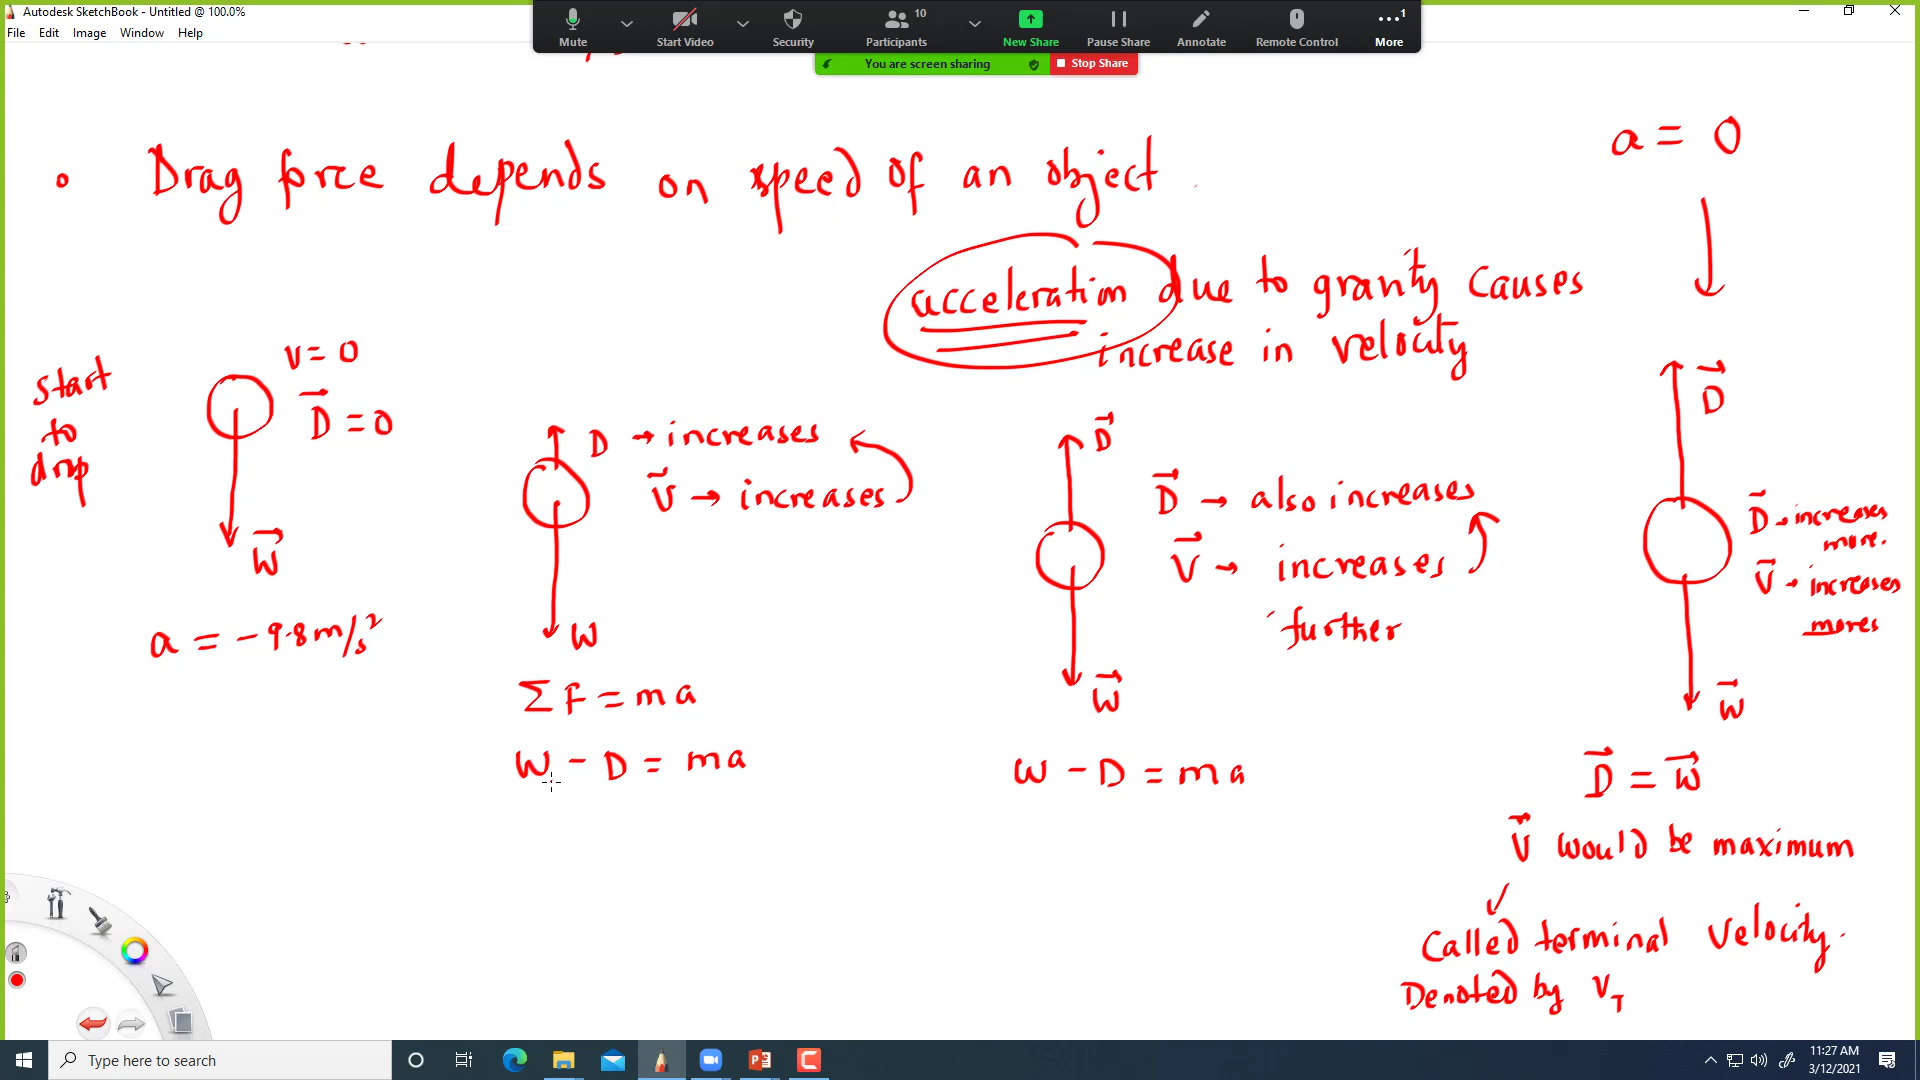 Autodesk SketchBook - Untitled @ 100.0%
File Edit Image Window Help
Mute Start Video Security Participants 10 New Share Pause Share Annotate Remote Control More 1
You are screen sharing Stop Share
a = 0
• Drag force depends on speed of an object.
acceleration due to gravity causes
increase in velocity
Start to drop
v = 0
D⃗ = 0
W⃗
a = -9.8 m/s²
D → increases
V⃗ → increases
W
ΣF = ma
W - D = ma
D⃗
D⃗ → also increases
V⃗ → increases
further
W⃗
W - D = ma
D⃗
D⃗ → increases
more.
V⃗ → increases
mores
W⃗
D⃗ = W⃗
V⃗ would be maximum
Called terminal velocity.
Denoted by V_T
Type here to search
11:27 AM
3/12/2021